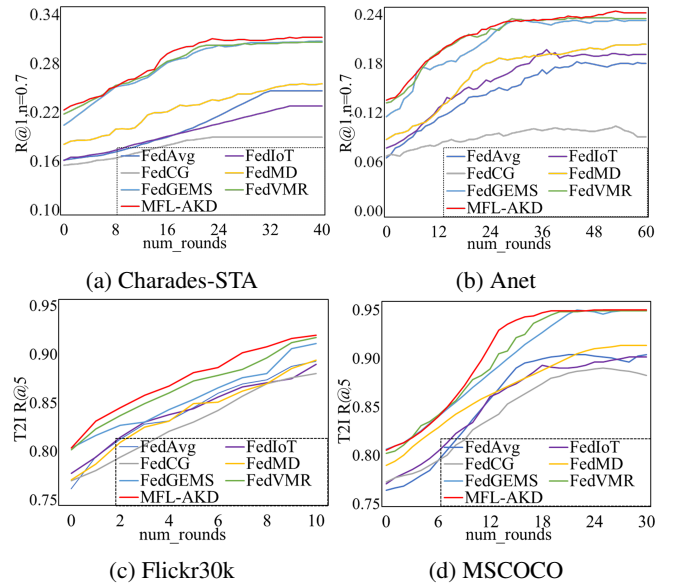 R@1,n=0.7
0.34
0.28
0.22
0.16
0.10
FedAvg FedIoT
FedCG FedMD
FedGEMS FedVMR
MFL-AKD
0 8 16 24 32 40
num_rounds
(a) Charades-STA
R@1,n=0.7
0.24
0.18
0.12
0.06
0.00
FedAvg FedIoT
FedCG FedMD
FedGEMS FedVMR
MFL-AKD
0 12 24 36 48 60
num_rounds
(b) Anet
T2I R@5
0.95
0.90
0.85
0.80
0.75
FedAvg FedIoT
FedCG FedMD
FedGEMS FedVMR
MFL-AKD
0 2 4 6 8 10
num_rounds
(c) Flickr30k
T2I R@5
0.95
0.90
0.85
0.80
0.75
FedAvg FedIoT
FedCG FedMD
FedGEMS FedVMR
MFL-AKD
0 6 12 18 24 30
num_rounds
(d) MSCOCO